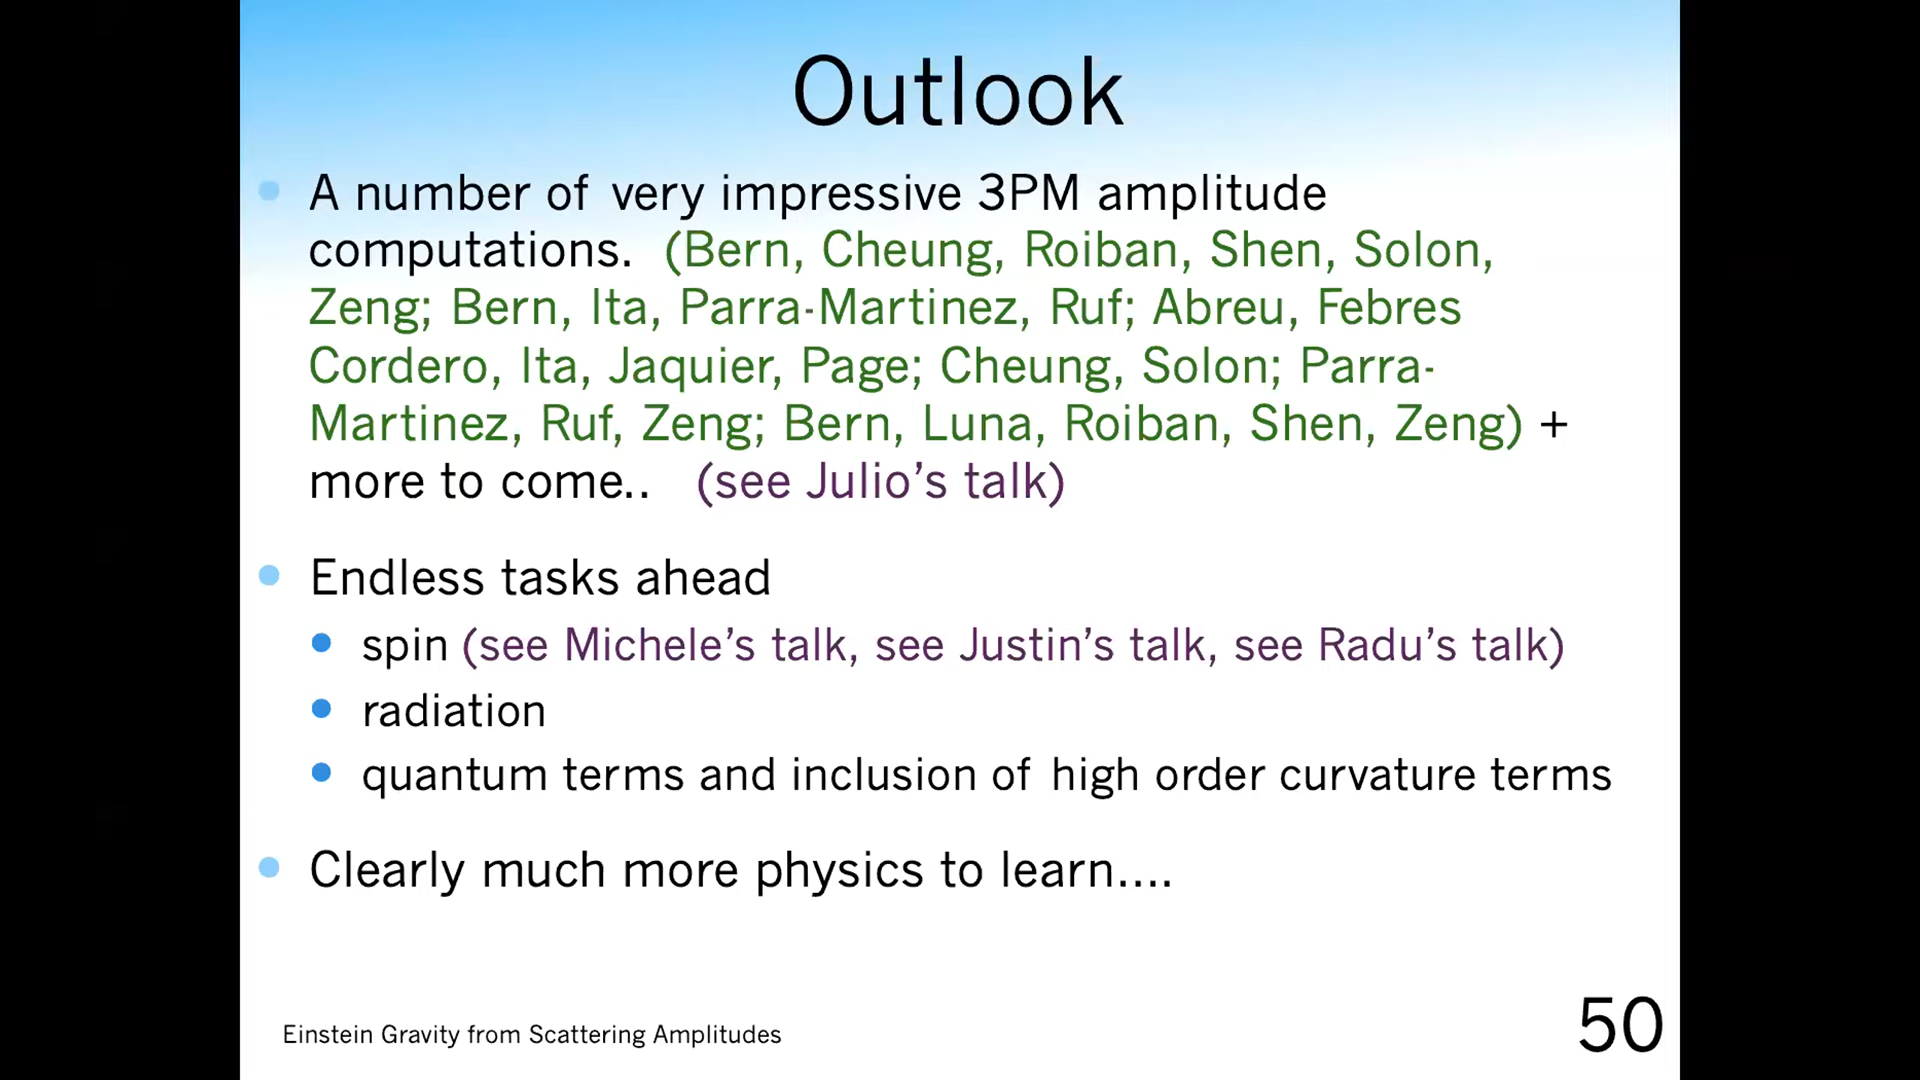 Outlook
A number of very impressive 3PM amplitude
computations. (Bern, Cheung, Roiban, Shen, Solon,
Zeng; Bern, Ita, Parra-Martinez, Ruf; Abreu, Febres
Cordero, Ita, Jaquier, Page; Cheung, Solon; Parra-
Martinez, Ruf, Zeng; Bern, Luna, Roiban, Shen, Zeng) +
more to come.. (see Julio’s talk)
Endless tasks ahead
spin (see Michele’s talk, see Justin’s talk, see Radu’s talk)
radiation
quantum terms and inclusion of high order curvature terms
Clearly much more physics to learn....
Einstein Gravity from Scattering Amplitudes
50